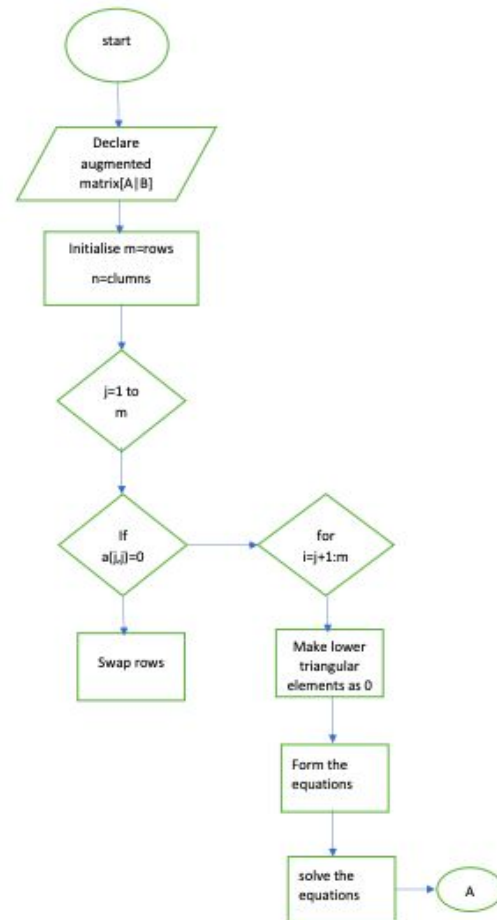 start
Declare
augmented
matrix[A|B]
Initialise m=rows
n=clumns
j=1 to
m
If
a(j,j)=0
for
i=j+1:m
Swap rows
Make lower
triangular
elements as 0
Form the
equations
solve the
equations
A